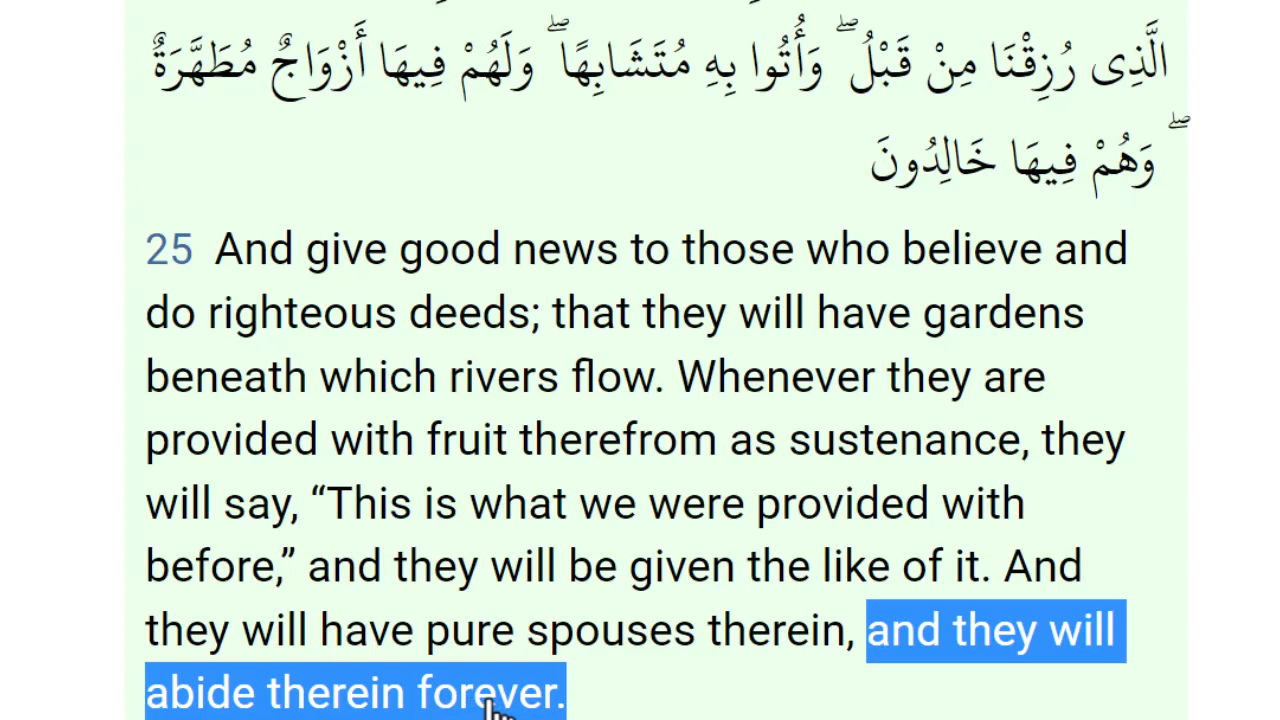 الَّذِى رُزِقْنَا مِنْ قَبْلُ ۖ وَأُتُوا بِهِ مُتَشَابِهًا ۖ وَلَهُمْ فِيهَا أَزْوَاجٌ مُطَهَّرَةٌ
ۖ وَهُمْ فِيهَا خَالِدُونَ
25 And give good news to those who believe and
do righteous deeds; that they will have gardens
beneath which rivers flow. Whenever they are
provided with fruit therefrom as sustenance, they
will say, “This is what we were provided with
before,” and they will be given the like of it. And
they will have pure spouses therein, and they will
abide therein forever.